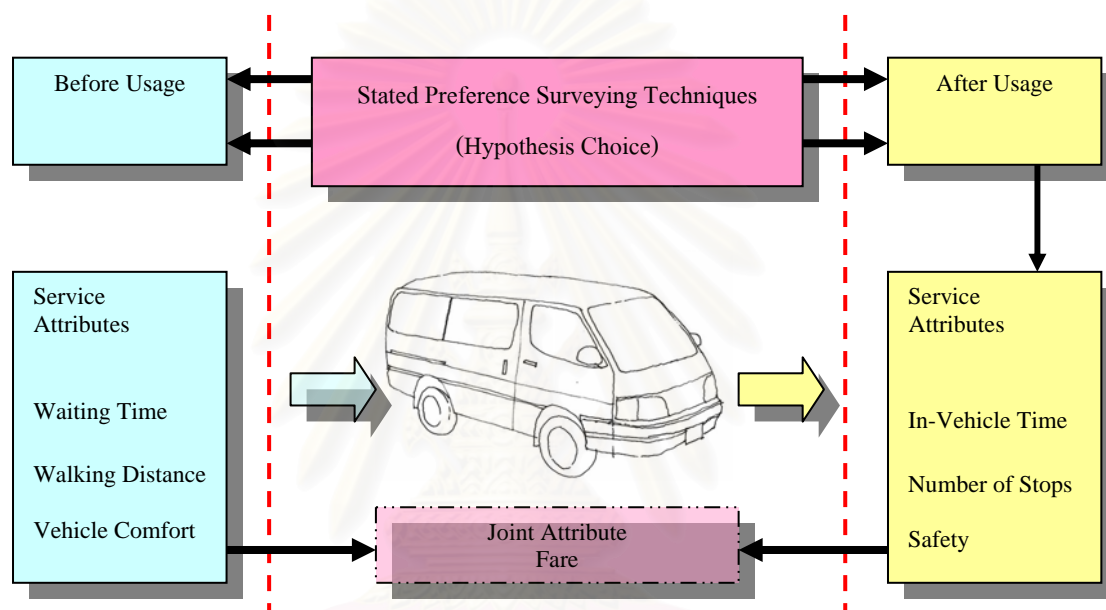 Before Usage
Stated Preference Surveying Techniques
(Hypothesis Choice)
After Usage
Service
Attributes
Waiting Time
Walking Distance
Vehicle Comfort
Service
Attributes
In-Vehicle Time
Number of Stops
Safety
Joint Attribute
Fare